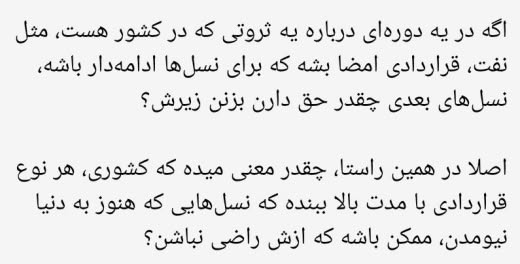 اگه در یه دوره‌ای درباره یه ثروتی که در کشور هست، مثل
نفت، قراردادی امضا بشه که برای نسل‌ها ادامه‌دار باشه،
نسل‌های بعدی چقدر حق دارن بزنن زیرش؟
اصلا در همین راستا، چقدر معنی میده که کشوری، هر نوع
قراردادی با مدت بالا ببنده که نسل‌هایی که هنوز به دنیا
نیومدن، ممکن باشه که ازش راضی نباشن؟